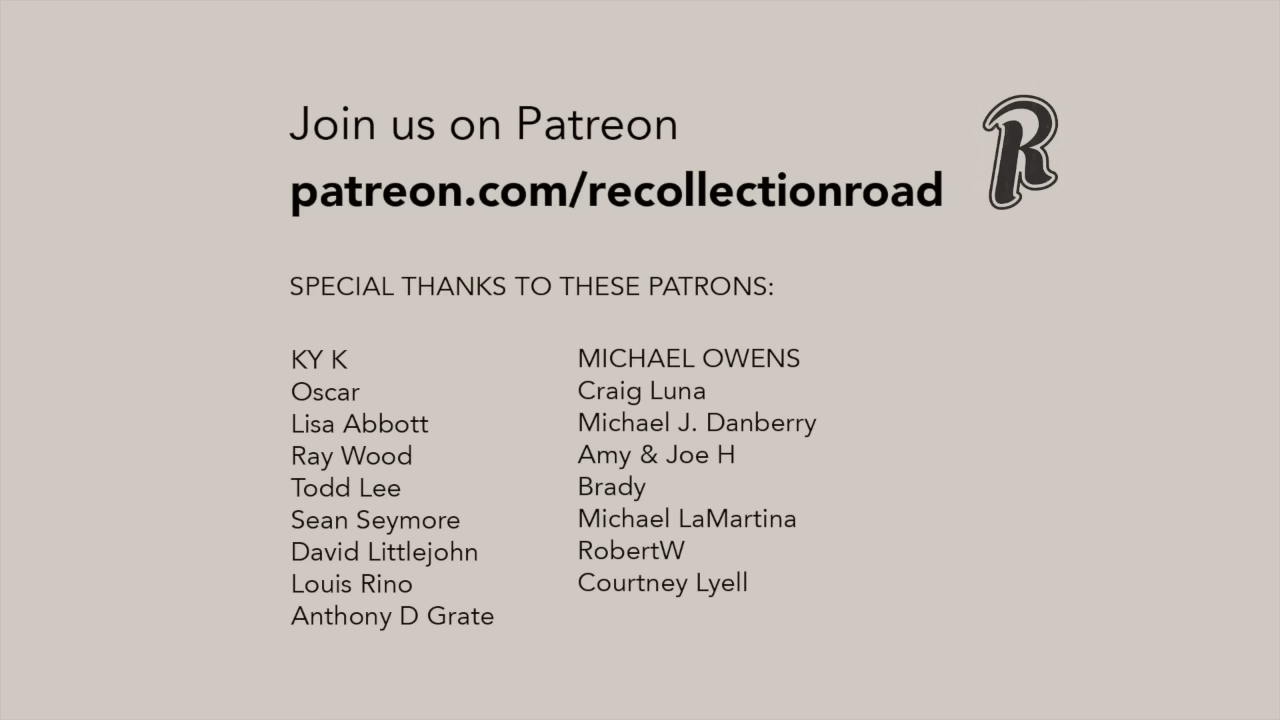 Join us on Patreon
patreon.com/recollectionroad
R
SPECIAL THANKS TO THESE PATRONS:
KY K
Oscar
Lisa Abbott
Ray Wood
Todd Lee
Sean Seymore
David Littlejohn
Louis Rino
Anthony D Grate
MICHAEL OWENS
Craig Luna
Michael J. Danberry
Amy & Joe H
Brady
Michael LaMartina
RobertW
Courtney Lyell